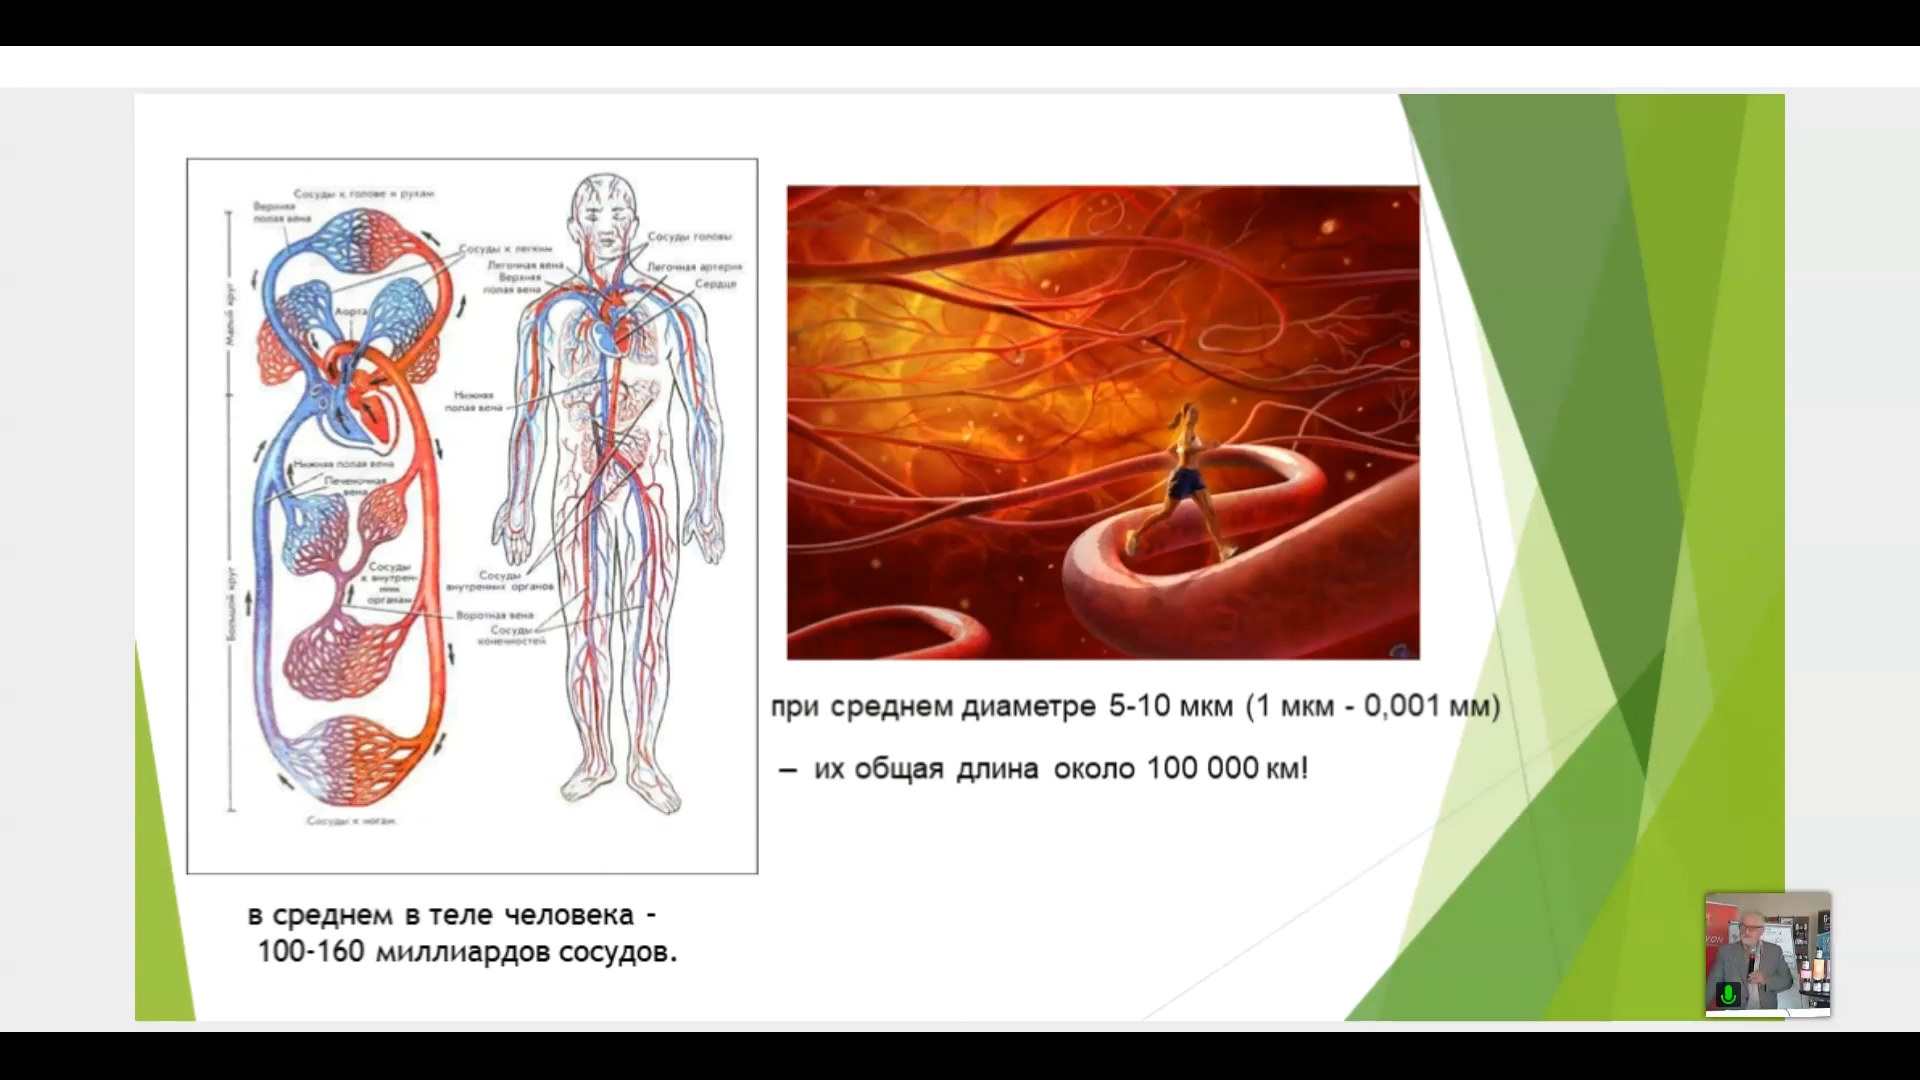 Сосуды к голове и рукам
Верхняя
полая вена
Сосуды к легким
Аорта
Малый круг
Нижняя полая вена
Печеночная
вена
Сосуды
к внутрен-
ним
органам
Большой круг
Сосуды к ногам
Сосуды головы
Легочная вена
Верхняя
полая вена
Легочная артерия
Сердце
Нижняя
полая вена
Сосуды
внутренних органов
Воротная вена
Сосуды
конечностей
при среднем диаметре 5-10 мкм (1 мкм - 0,001 мм)
– их общая длина около 100 000 км!
в среднем в теле человека -
100-160 миллиардов сосудов.